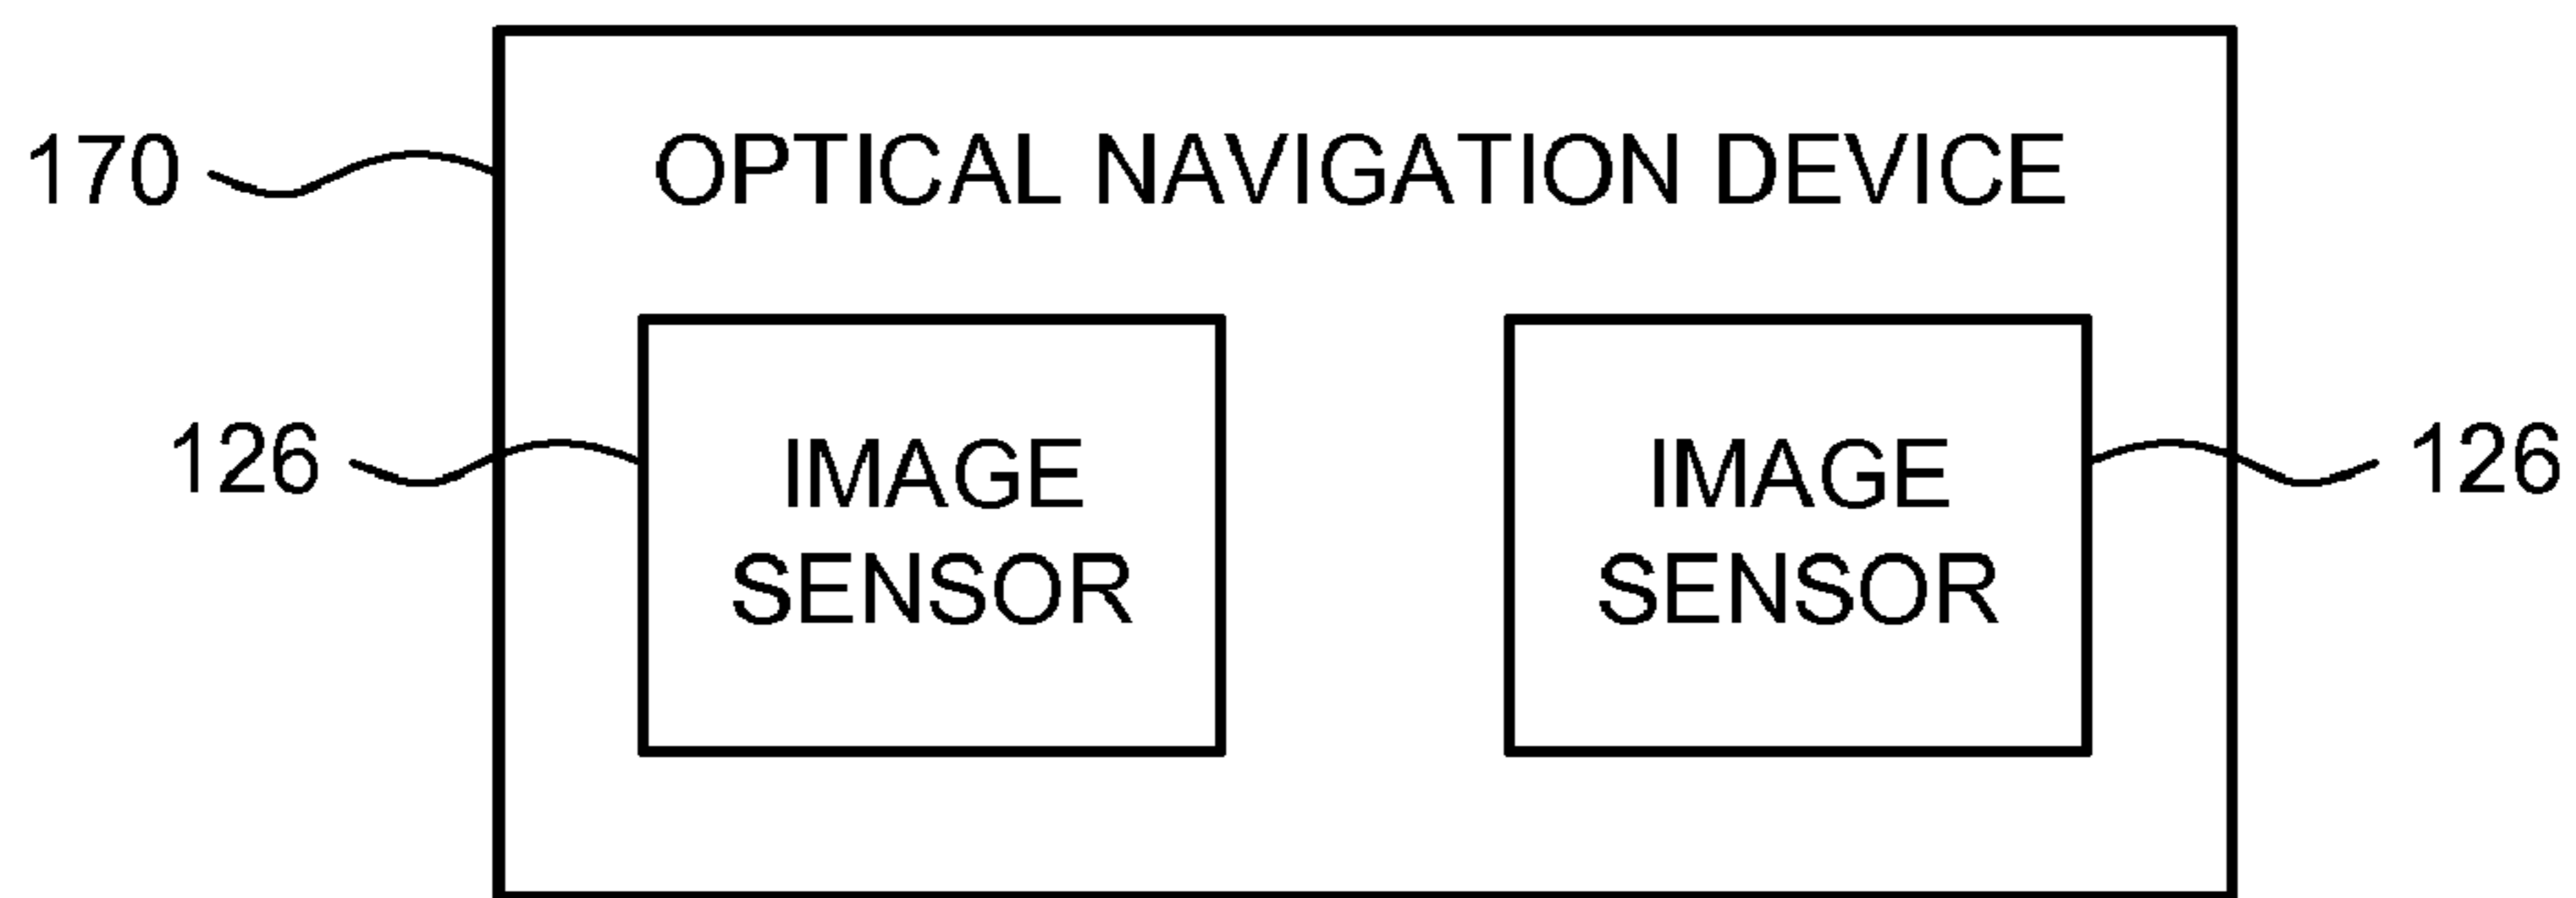 170
OPTICAL NAVIGATION DEVICE
126
IMAGE
SENSOR
IMAGE
SENSOR
126